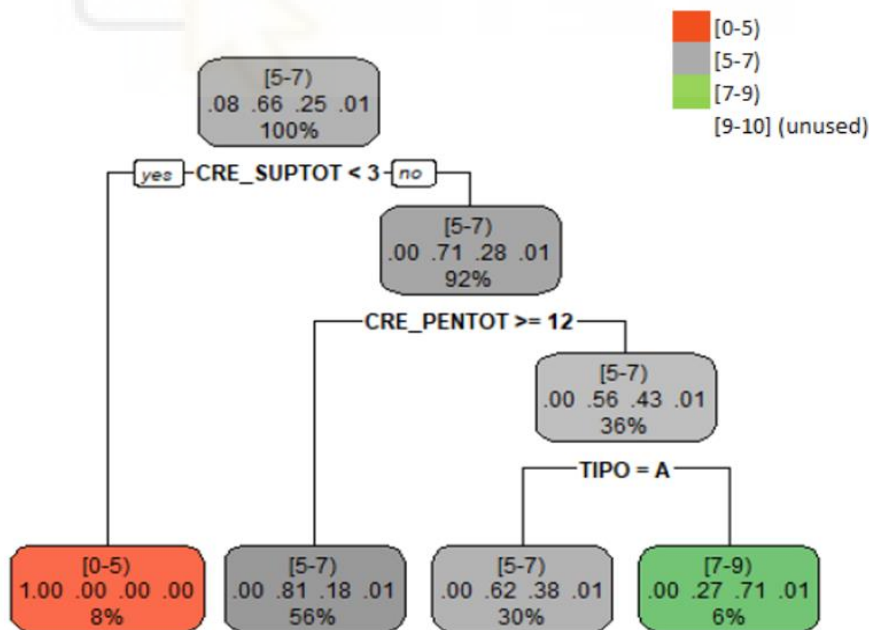 [0-5)
[5-7)
[7-9)
[9-10] (unused)
[5-7)
.08 .66 .25 .01
100%
yes CRE_SUPTOT < 3 no
[5-7)
.00 .71 .28 .01
92%
CRE_PENTOT >= 12
[5-7)
.00 .56 .43 .01
36%
TIPO = A
[0-5)
1.00 .00 .00 .00
8%
[5-7)
.00 .81 .18 .01
56%
[5-7)
.00 .62 .38 .01
30%
[7-9)
.00 .27 .71 .01
6%